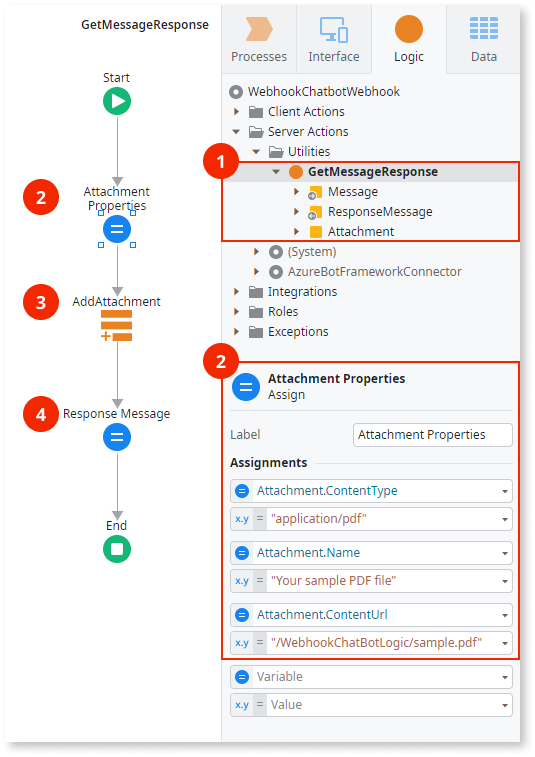 GetMessageResponse
Start
2
Attachment
Properties
3
AddAttachment
4
Response Message
End
Processes
Interface
Logic
Data
WebhookChatbotWebhook
Client Actions
Server Actions
Utilities
1
GetMessageResponse
Message
ResponseMessage
Attachment
(System)
AzureBotFrameworkConnector
Integrations
Roles
Exceptions
2
Attachment Properties
Assign
Label
Attachment Properties
Assignments
Attachment.ContentType
x.y = "application/pdf"
Attachment.Name
x.y = "Your sample PDF file"
Attachment.ContentUrl
x.y = "/WebhookChatBotLogic/sample.pdf"
Variable
x.y = Value